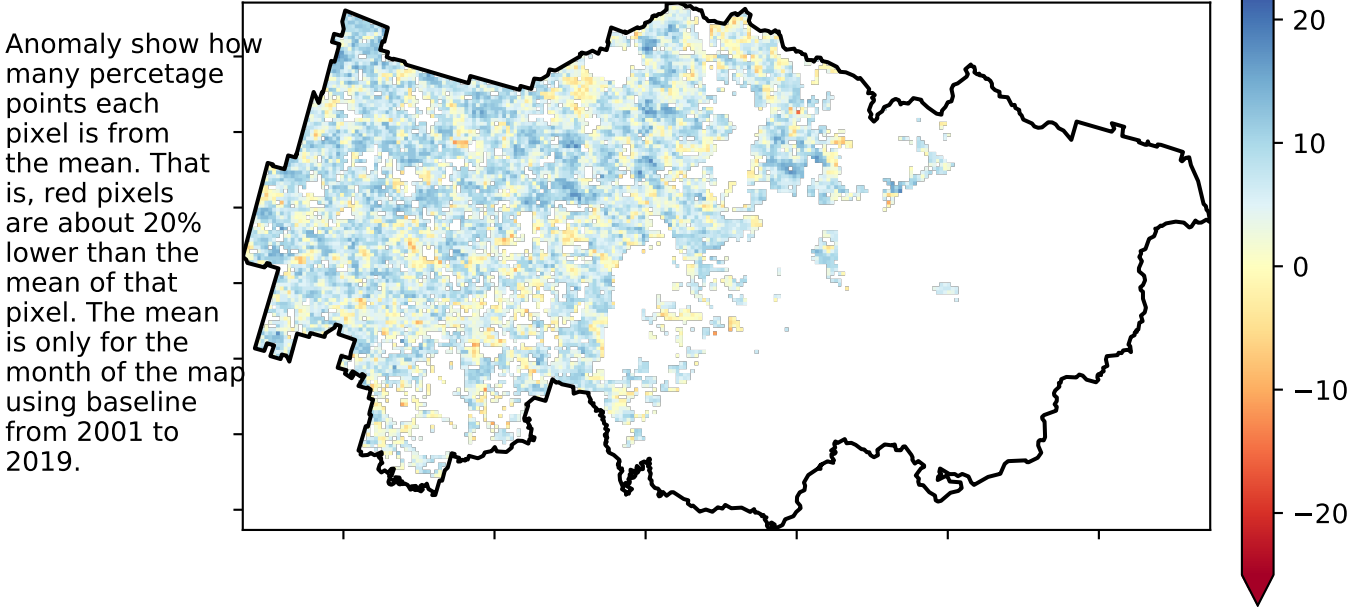 Anomaly show how
many percetage
points each
pixel is from
the mean. That
is, red pixels
are about 20%
lower than the
mean of that
pixel. The mean
is only for the
month of the map
using baseline
from 2001 to
2019.
20
10
0
−10
−20